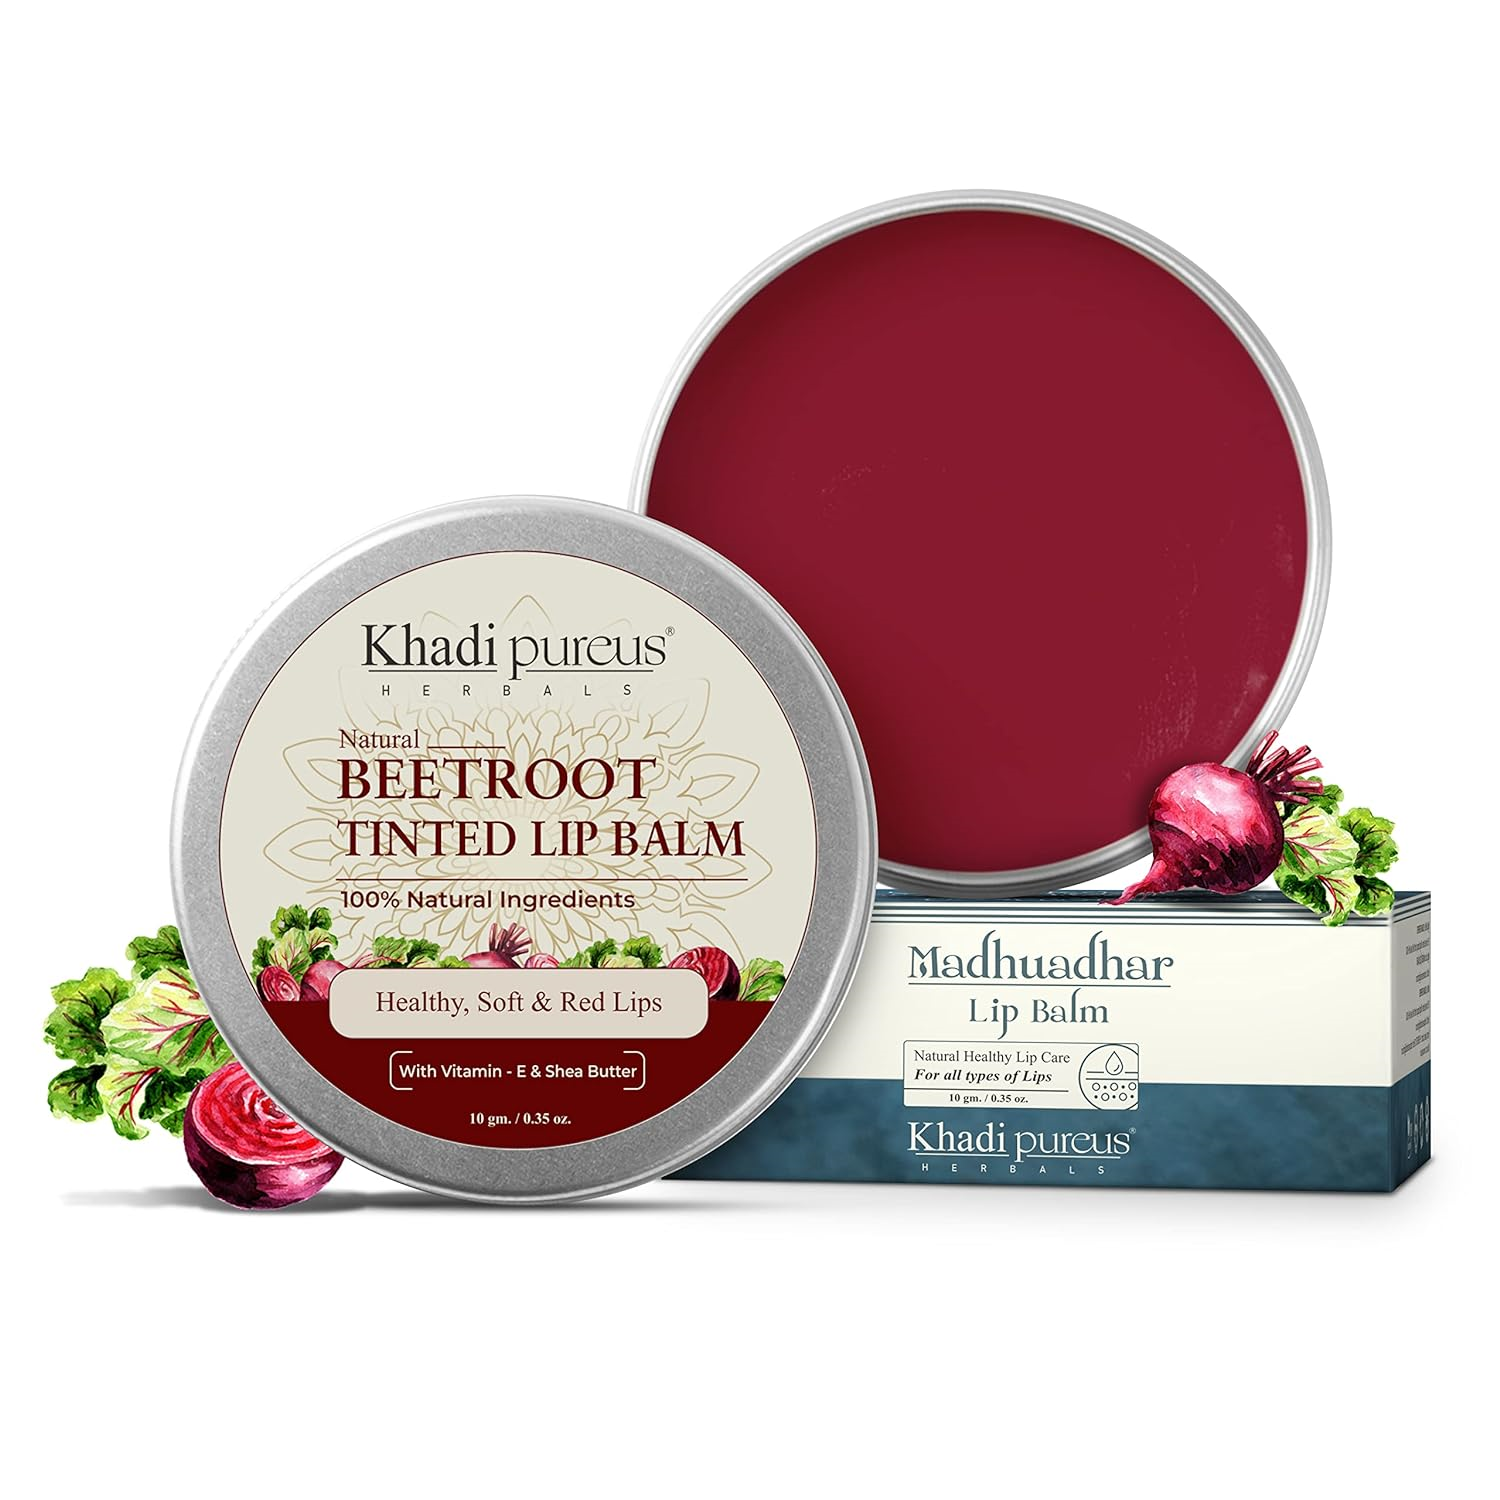 Khadi pureus®
HERBALS
Natural
BEETROOT
TINTED LIP BALM
100% Natural Ingredients
Healthy, Soft & Red Lips
With Vitamin - E & Shea Butter
10 gm. / 0.35 oz.
Madhuadhar
Lip Balm
Natural Healthy Lip Care
For all types of Lips
10 gm. / 0.35 oz.
Khadi pureus®
HERBALS